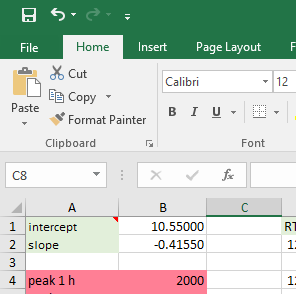 File Home Insert Page Layout
Cut
Copy
Format Painter
Paste
Calibri 12
B I U
Clipboard Font
C8
A B C
1 intercept 10.55000 RT
2 slope -0.41550 12
3
4 peak 1 h 2000 12